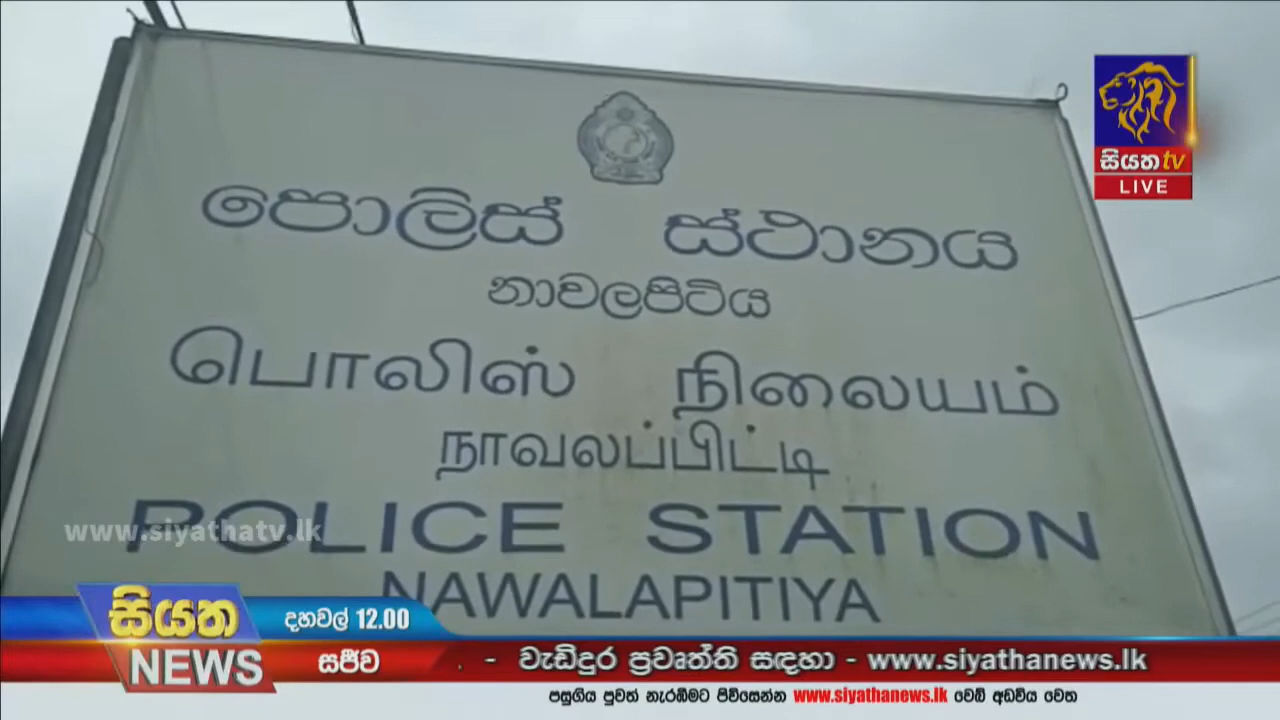 සියත tv
LIVE
පොලිස් ස්ථානය
නාවලපිටිය
பொலிஸ் நிலையம்
நாவலப்பிட்டி
POLICE STATION
www.siyathatv.lk
NAWALAPITIYA
සියත
NEWS
දහවල් 12.00
සජීව
. - වැඩිදුර ප්‍රවෘත්ති සඳහා - www.siyathanews.lk
පසුගිය පුවත් නැරඹීමට පිවිසෙන්න www.siyathanews.lk වෙබ් අඩවිය වෙත